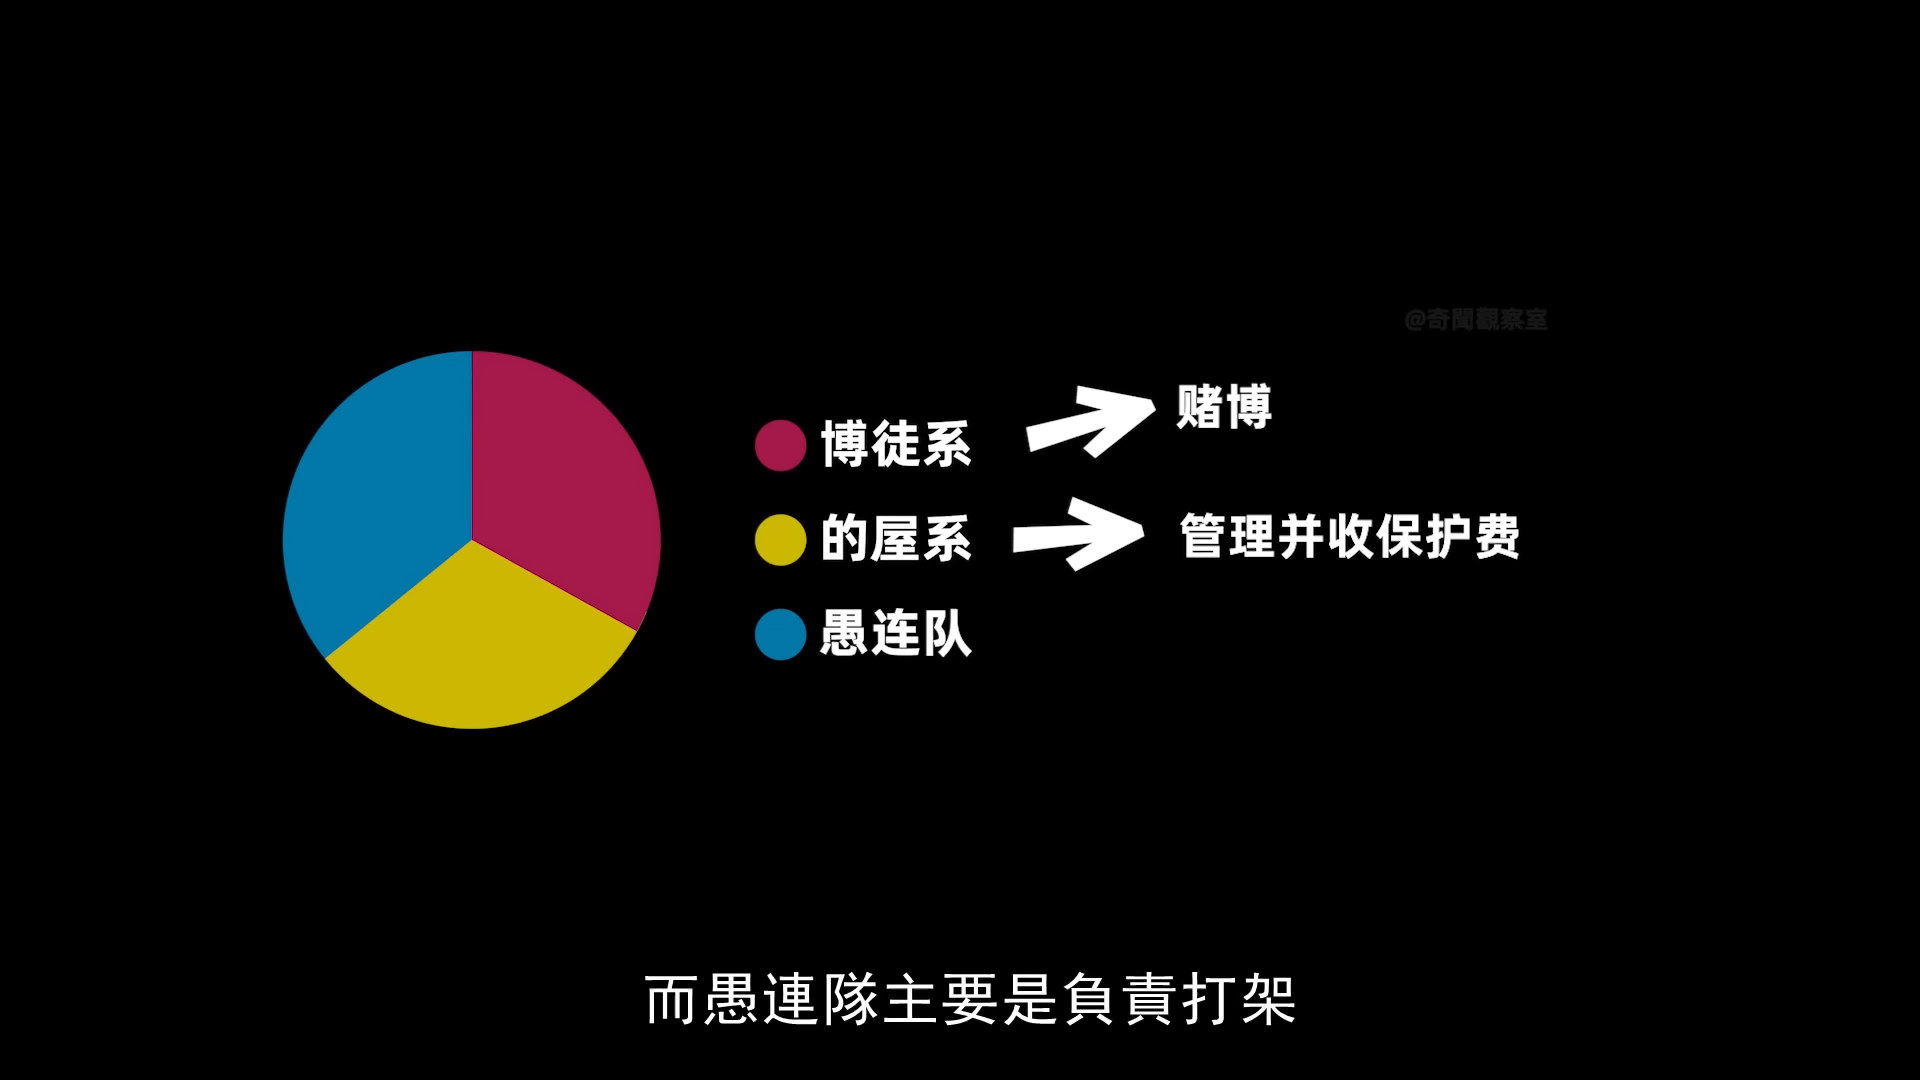 @奇聞觀察室
博徒系
赌博
的屋系
管理并收保护费
愚连队
而愚連隊主要是負責打架